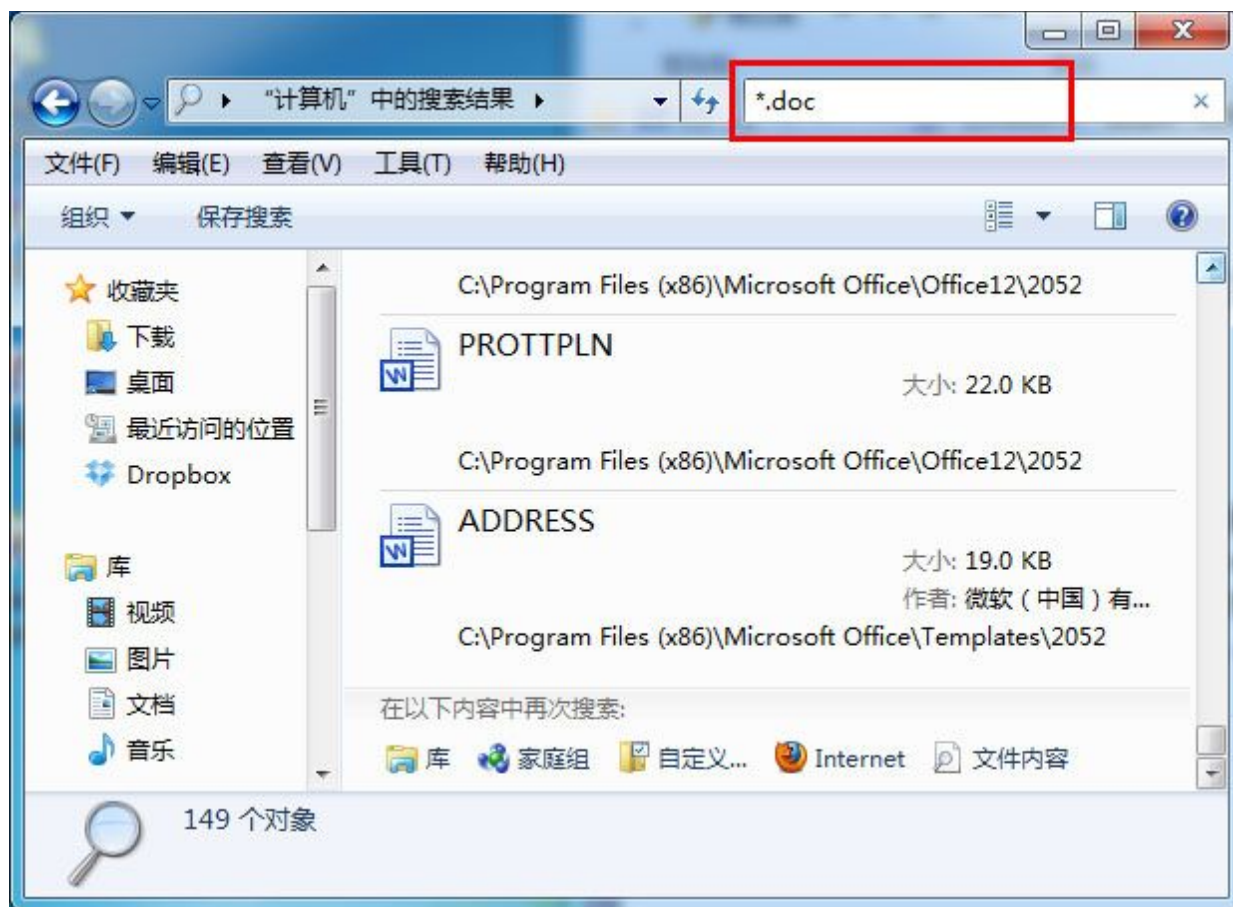 “计算机” 中的搜索结果
*.doc
文件(F) 编辑(E) 查看(V) 工具(T) 帮助(H)
组织 保存搜索
收藏夹
下载
桌面
最近访问的位置
Dropbox
库
视频
图片
文档
音乐
C:\Program Files (x86)\Microsoft Office\Office12\2052
PROTTPLN
大小: 22.0 KB
C:\Program Files (x86)\Microsoft Office\Office12\2052
ADDRESS
大小: 19.0 KB
作者: 微软（中国）有...
C:\Program Files (x86)\Microsoft Office\Templates\2052
在以下内容中再次搜索:
库 家庭组 自定义... Internet 文件内容
149 个对象